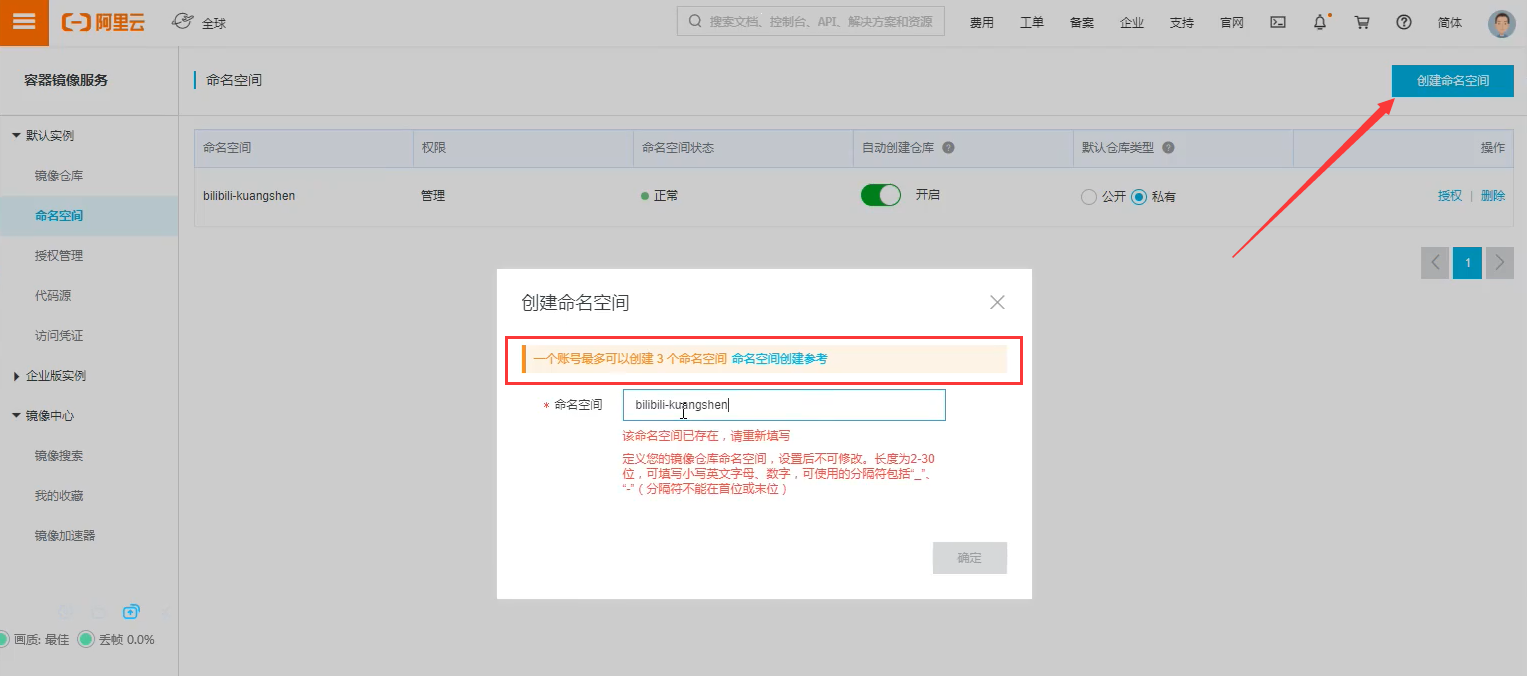 阿里云 全球 搜索文档、控制台、API、解决方案和资源 费用 工单 备案 企业 支持 官网 简体
容器镜像服务
默认实例
镜像仓库
命名空间
授权管理
代码源
访问凭证
企业版实例
镜像中心
镜像搜索
我的收藏
镜像加速器
画质: 最佳 丢帧 0.0%
命名空间 创建命名空间
命名空间 权限 命名空间状态 自动创建仓库 默认仓库类型 操作
bilibili-kuangshen 管理 正常 开启 公开 私有 授权 | 删除
1
创建命名空间
一个账号最多可以创建 3 个命名空间 命名空间创建参考
* 命名空间 bilibili-kuangshen
该命名空间已存在，请重新填写
定义您的镜像仓库命名空间，设置后不可修改。长度为2-30
位，可填写小写英文字母、数字，可使用的分隔符包括“_”、
“-”（分隔符不能在首位或末位）
确定